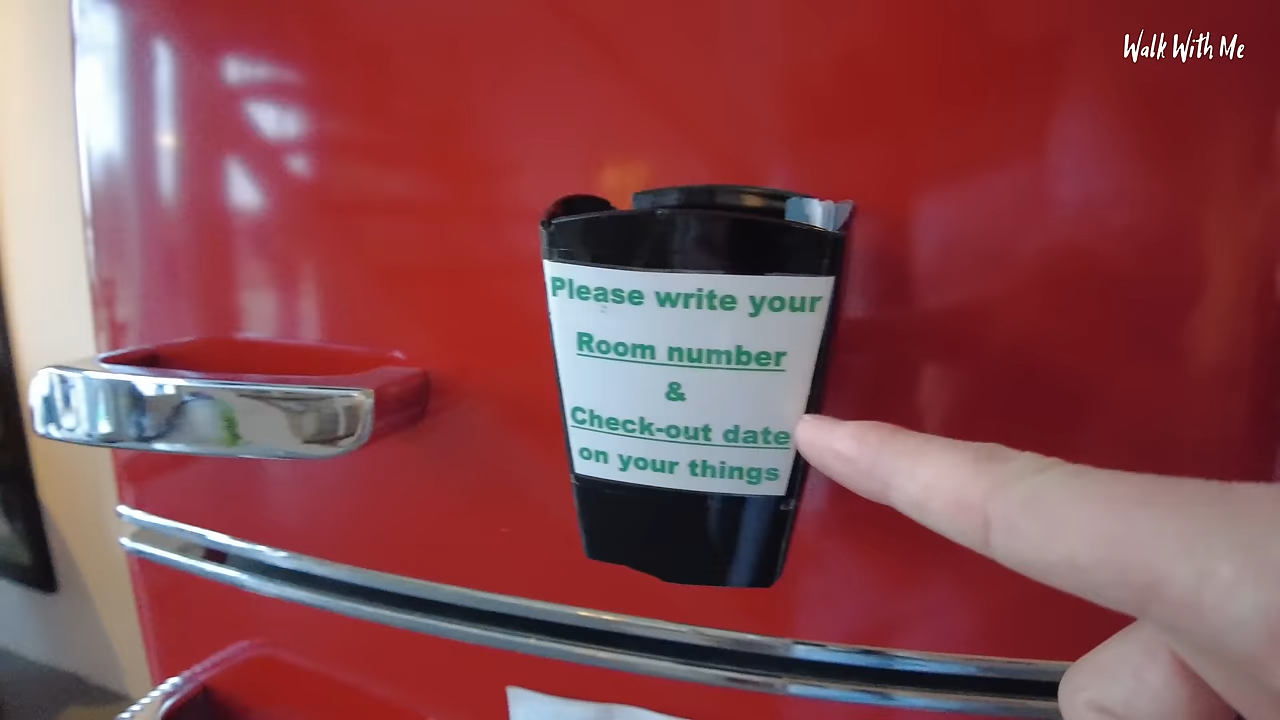 Walk With Me
Please write your
Room number
&
Check-out date
on your things